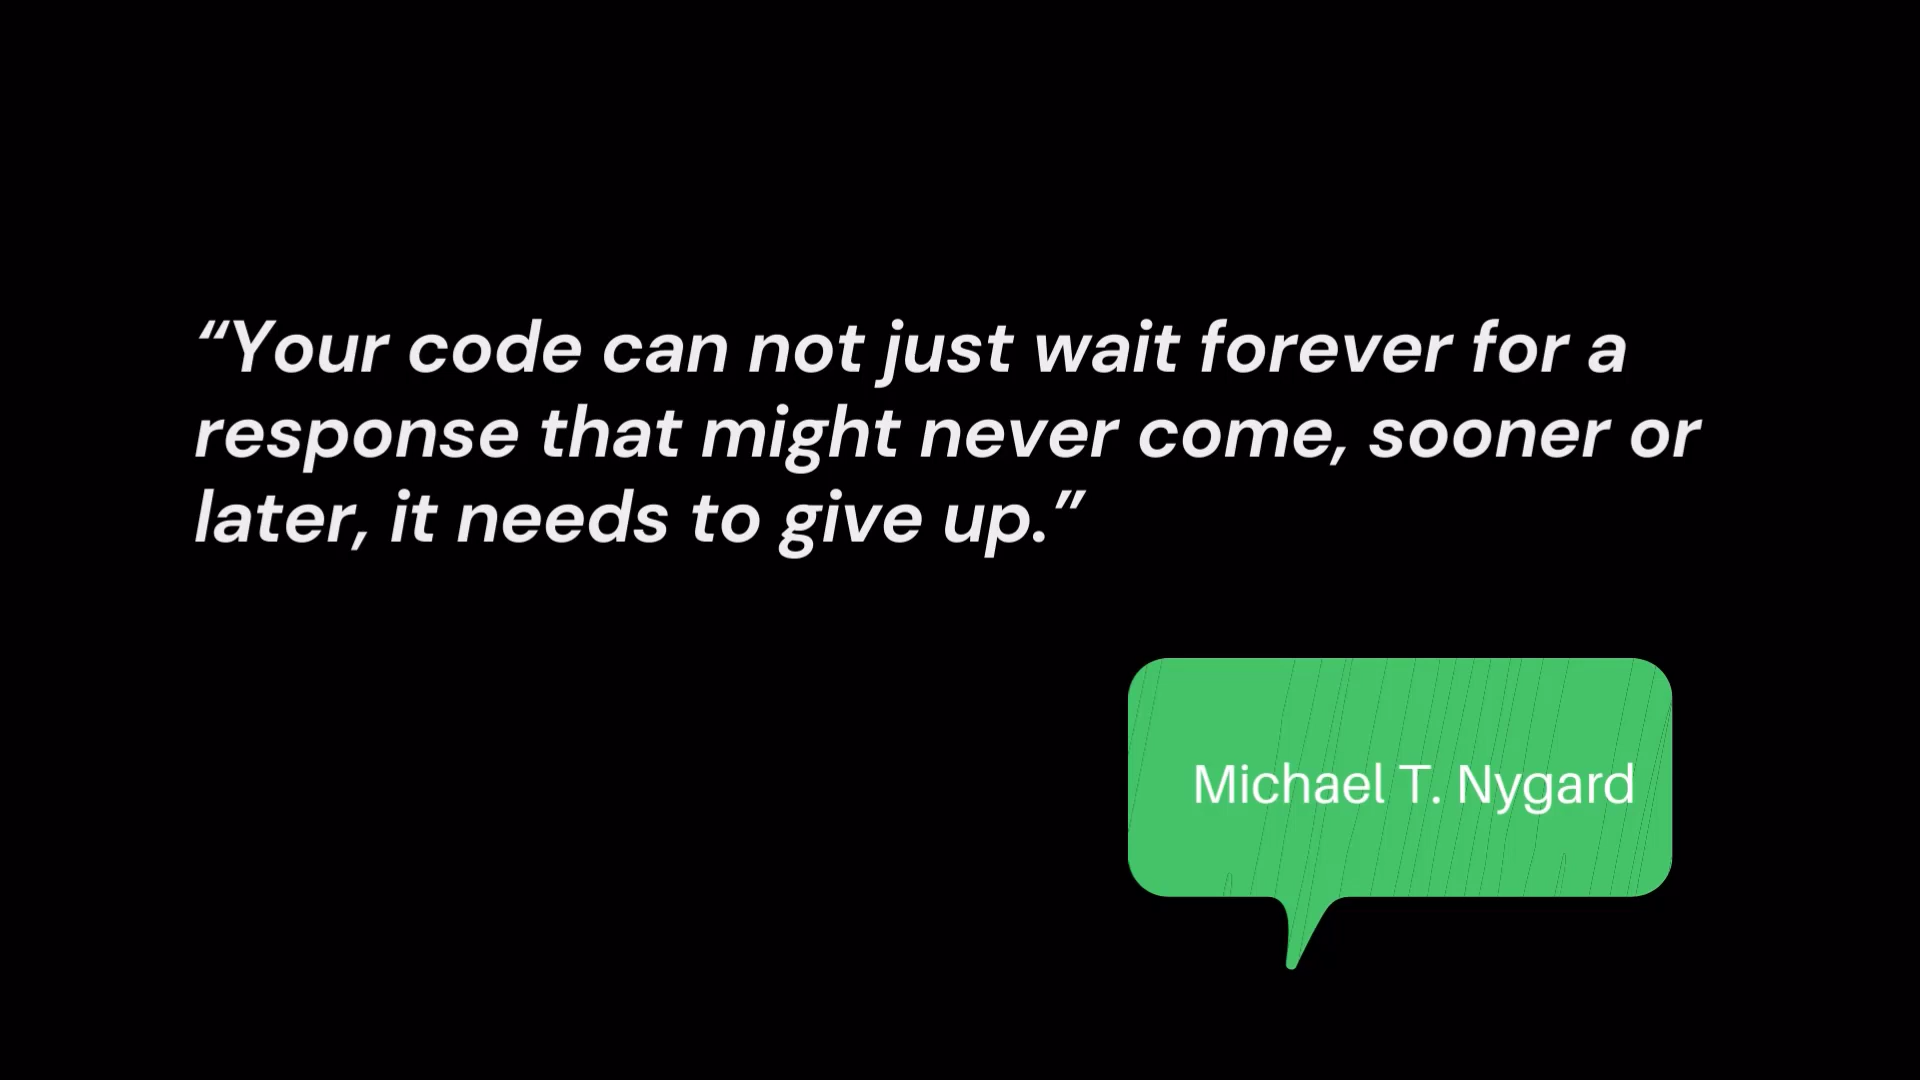 “Your code can not just wait forever for a
response that might never come, sooner or
later, it needs to give up.”
Michael T. Nygard